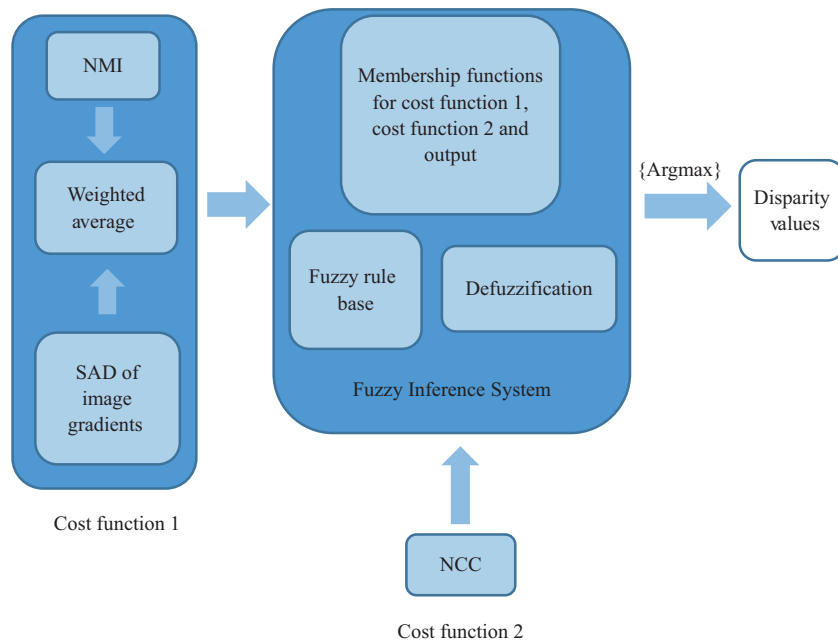 NMI
Weighted
average
SAD of
image
gradients
Cost function 1
Membership functions
for cost function 1,
cost function 2 and
output
Fuzzy rule
base
Defuzzification
Fuzzy Inference System
NCC
Cost function 2
{Argmax}
Disparity
values